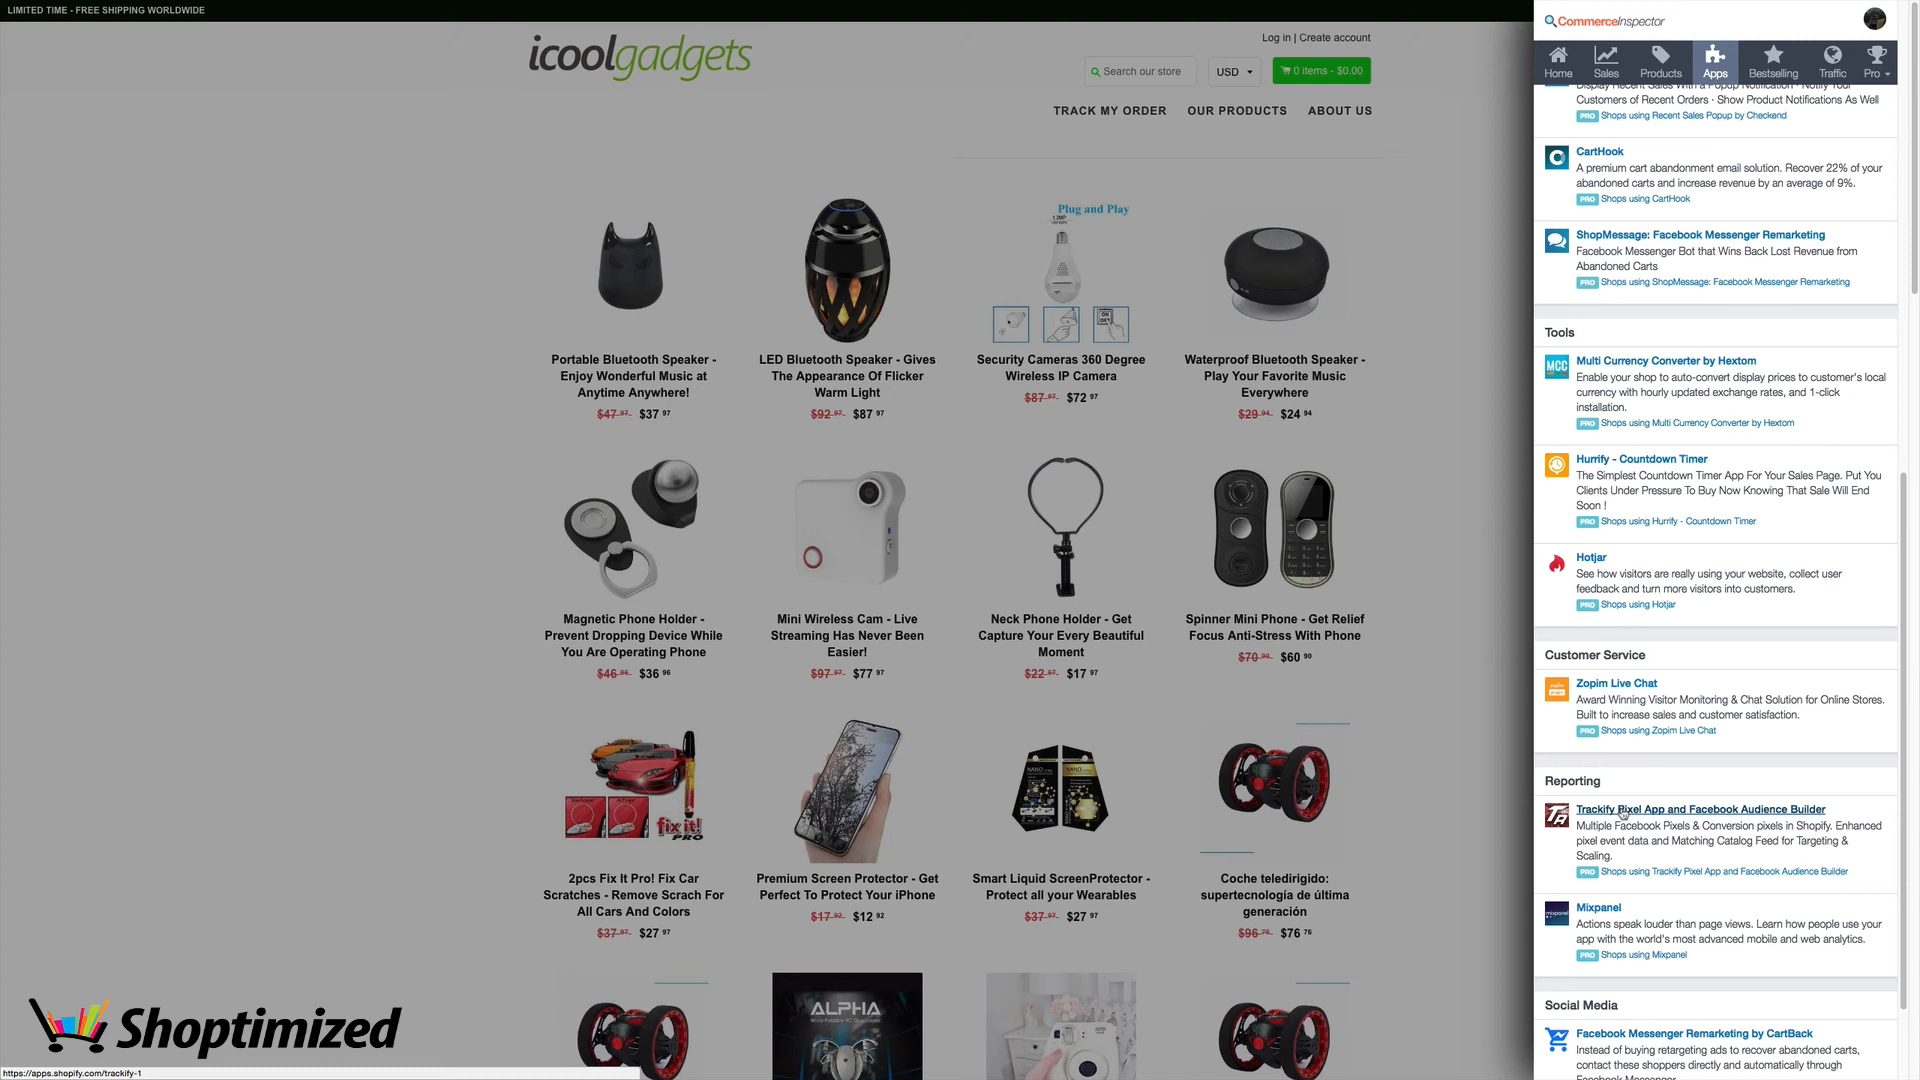 LIMITED TIME - FREE SHIPPING WORLDWIDE
icoolgadgets
Log in | Create account
Search our store
USD
0 items - $0.00
TRACK MY ORDER OUR PRODUCTS ABOUT US
Plug and Play
1.3MP
Portable Bluetooth Speaker -
Enjoy Wonderful Music at
Anytime Anywhere!
$47 97 $37 97
LED Bluetooth Speaker - Gives
The Appearance Of Flicker
Warm Light
$92 97 $87 97
Security Cameras 360 Degree
Wireless IP Camera
$87 97 $72 97
Waterproof Bluetooth Speaker -
Play Your Favorite Music
Everywhere
$29 94 $24 94
Magnetic Phone Holder -
Prevent Dropping Device While
You Are Operating Phone
$46 96 $36 96
Mini Wireless Cam - Live
Streaming Has Never Been
Easier!
$97 97 $77 97
Neck Phone Holder - Get
Capture Your Every Beautiful
Moment
$22 97 $17 97
Spinner Mini Phone - Get Relief
Focus Anti-Stress With Phone
$70 90 $60 90
fix it!
PRO
NANO
NANO
2pcs Fix It Pro! Fix Car
Scratches - Remove Scrach For
All Cars And Colors
$37 97 $27 97
Premium Screen Protector - Get
Perfect To Protect Your iPhone
$17 92 $12 92
Smart Liquid ScreenProtector -
Protect all your Wearables
$37 97 $27 97
Coche teledirigido:
supertecnología de última
generación
$96 76 $76 76
ALPHA
Shoptimized
https://apps.shopify.com/trackify-1
CommerceInspector
Home Sales Products Apps Bestselling Traffic Pro
Display Recent Sales With a Popup Notification · Notify Your
Customers of Recent Orders · Show Product Notifications As Well
PRO Shops using Recent Sales Popup by Checkend
CartHook
A premium cart abandonment email solution. Recover 22% of your
abandoned carts and increase revenue by an average of 9%.
PRO Shops using CartHook
ShopMessage: Facebook Messenger Remarketing
Facebook Messenger Bot that Wins Back Lost Revenue from
Abandoned Carts
PRO Shops using ShopMessage: Facebook Messenger Remarketing
Tools
MCC
Multi Currency Converter by Hextom
Enable your shop to auto-convert display prices to customer's local
currency with hourly updated exchange rates, and 1-click
installation.
PRO Shops using Multi Currency Converter by Hextom
Hurrify - Countdown Timer
The Simplest Countdown Timer App For Your Sales Page. Put You
Clients Under Pressure To Buy Now Knowing That Sale Will End
Soon !
PRO Shops using Hurrify - Countdown Timer
Hotjar
See how visitors are really using your website, collect user
feedback and turn more visitors into customers.
PRO Shops using Hotjar
Customer Service
Zopim Live Chat
Award Winning Visitor Monitoring & Chat Solution for Online Stores.
Built to increase sales and customer satisfaction.
PRO Shops using Zopim Live Chat
Reporting
Trackify Pixel App and Facebook Audience Builder
Multiple Facebook Pixels & Conversion pixels in Shopify. Enhanced
pixel event data and Matching Catalog Feed for Targeting &
Scaling.
PRO Shops using Trackify Pixel App and Facebook Audience Builder
mixpanel
Mixpanel
Actions speak louder than page views. Learn how people use your
app with the world's most advanced mobile and web analytics.
PRO Shops using Mixpanel
Social Media
Facebook Messenger Remarketing by CartBack
Instead of buying retargeting ads to recover abandoned carts,
contact these shoppers directly and automatically through
Facebook Messenger